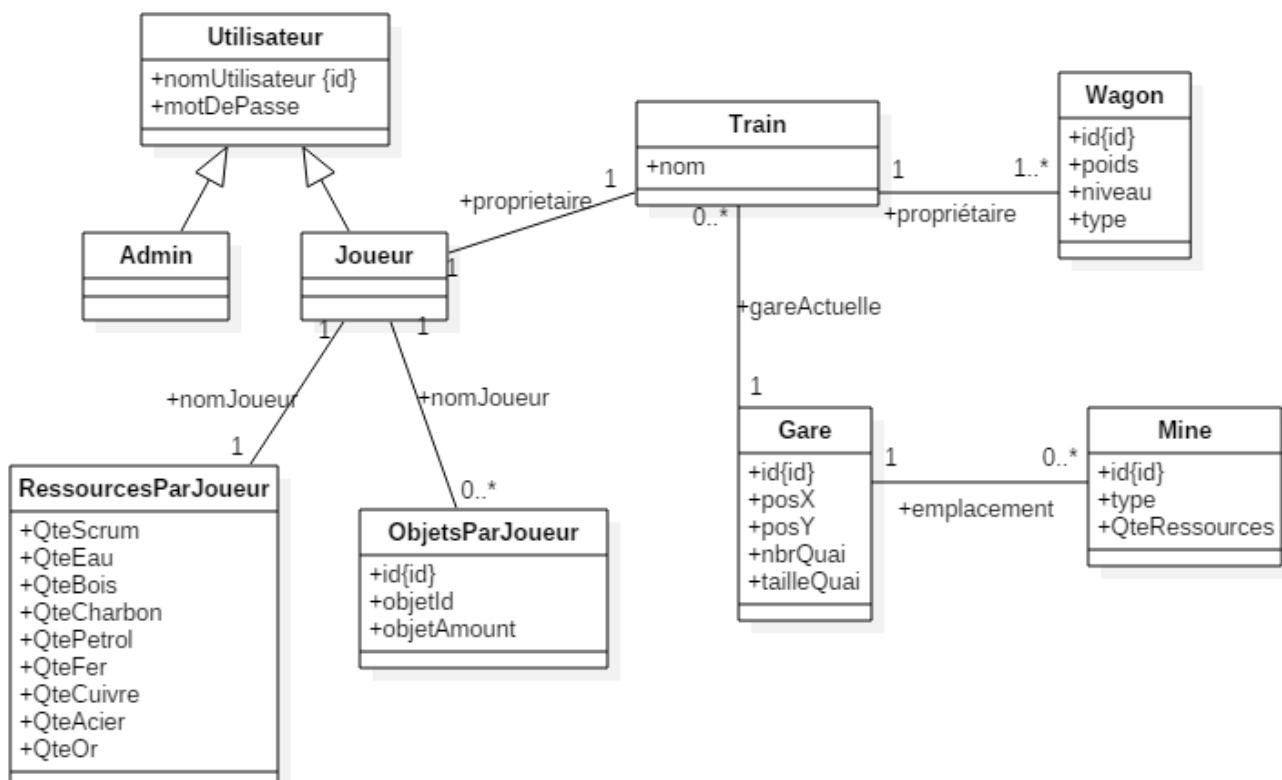 Utilisateur
+nomUtilisateur {id}
+motDePasse
Admin
Joueur
+proprietaire
1
1
Train
+nom
1
+propriétaire
1..*
Wagon
+id{id}
+poids
+niveau
+type
0..*
+gareActuelle
1
Gare
+id{id}
+posX
+posY
+nbrQuai
+tailleQuai
1
+emplacement
0..*
Mine
+id{id}
+type
+QteRessources
1
+nomJoueur
1
RessourcesParJoueur
+QteScrum
+QteEau
+QteBois
+QteCharbon
+QtePetrol
+QteFer
+QteCuivre
+QteAcier
+QteOr
1
+nomJoueur
0..*
ObjetsParJoueur
+id{id}
+objetId
+objetAmount